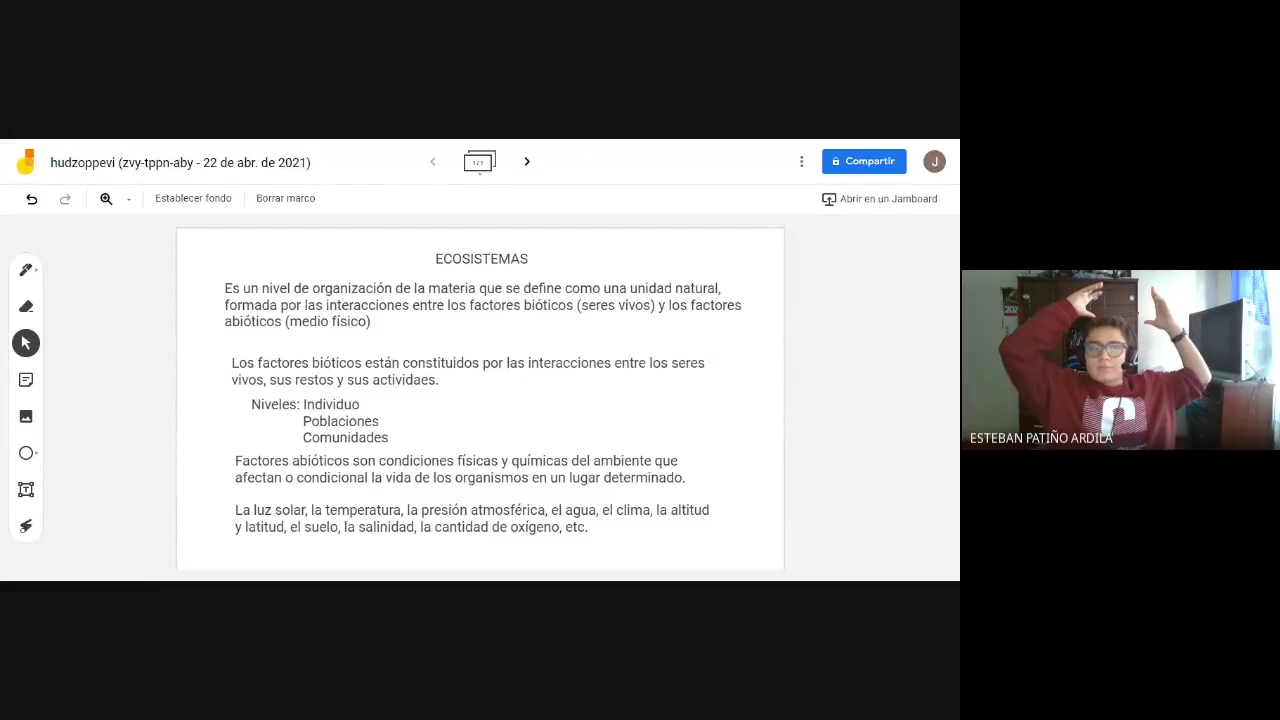 hudzoppevi (zvy-tppn-aby - 22 de abr. de 2021)
1/1
Compartir
J
Establecer fondo
Borrar marco
Abrir en un Jamboard
ECOSISTEMAS
Es un nivel de organización de la materia que se define como una unidad natural,
formada por las interacciones entre los factores bióticos (seres vivos) y los factores
abióticos (medio físico)
Los factores bióticos están constituidos por las interacciones entre los seres
vivos, sus restos y sus actividaes.
Niveles: Individuo
Poblaciones
Comunidades
Factores abióticos son condiciones físicas y químicas del ambiente que
afectan o condicional la vida de los organismos en un lugar determinado.
La luz solar, la temperatura, la presión atmosférica, el agua, el clima, la altitud
y latitud, el suelo, la salinidad, la cantidad de oxígeno, etc.
ESTEBAN PATIÑO ARDILA